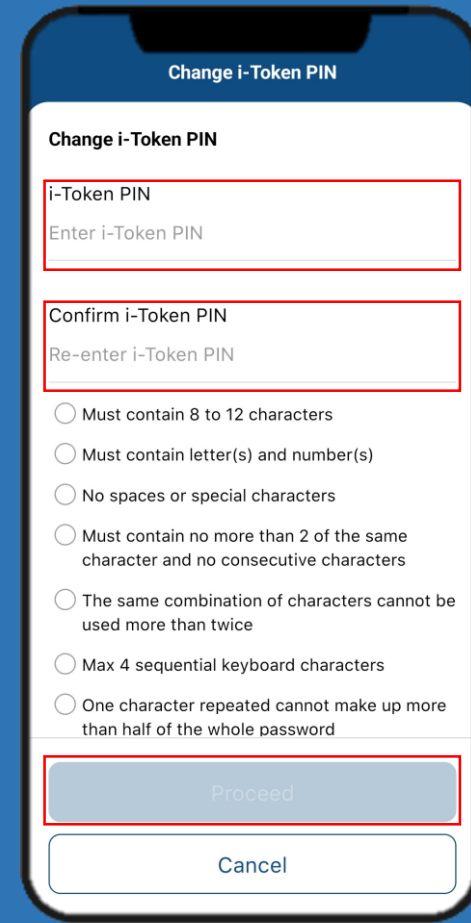 Change i-Token PIN
Change i-Token PIN
i-Token PIN
Enter i-Token PIN
Confirm i-Token PIN
Re-enter i-Token PIN
Must contain 8 to 12 characters
Must contain letter(s) and number(s)
No spaces or special characters
Must contain no more than 2 of the same
character and no consecutive characters
The same combination of characters cannot be
used more than twice
Max 4 sequential keyboard characters
One character repeated cannot make up more
than half of the whole password
Proceed
Cancel